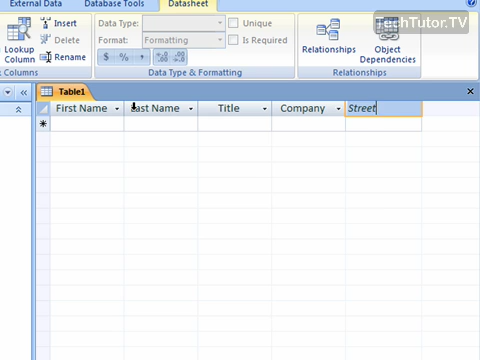 External Data Database Tools Datasheet
TechTutor.TV
Insert
Delete
Rename
Lookup
Column
& Columns
Data Type:
Format: Formatting
$ %
Unique
Is Required
Data Type & Formatting
Relationships
Object
Dependencies
Relationships
Table1
First Name Last Name Title Company Street